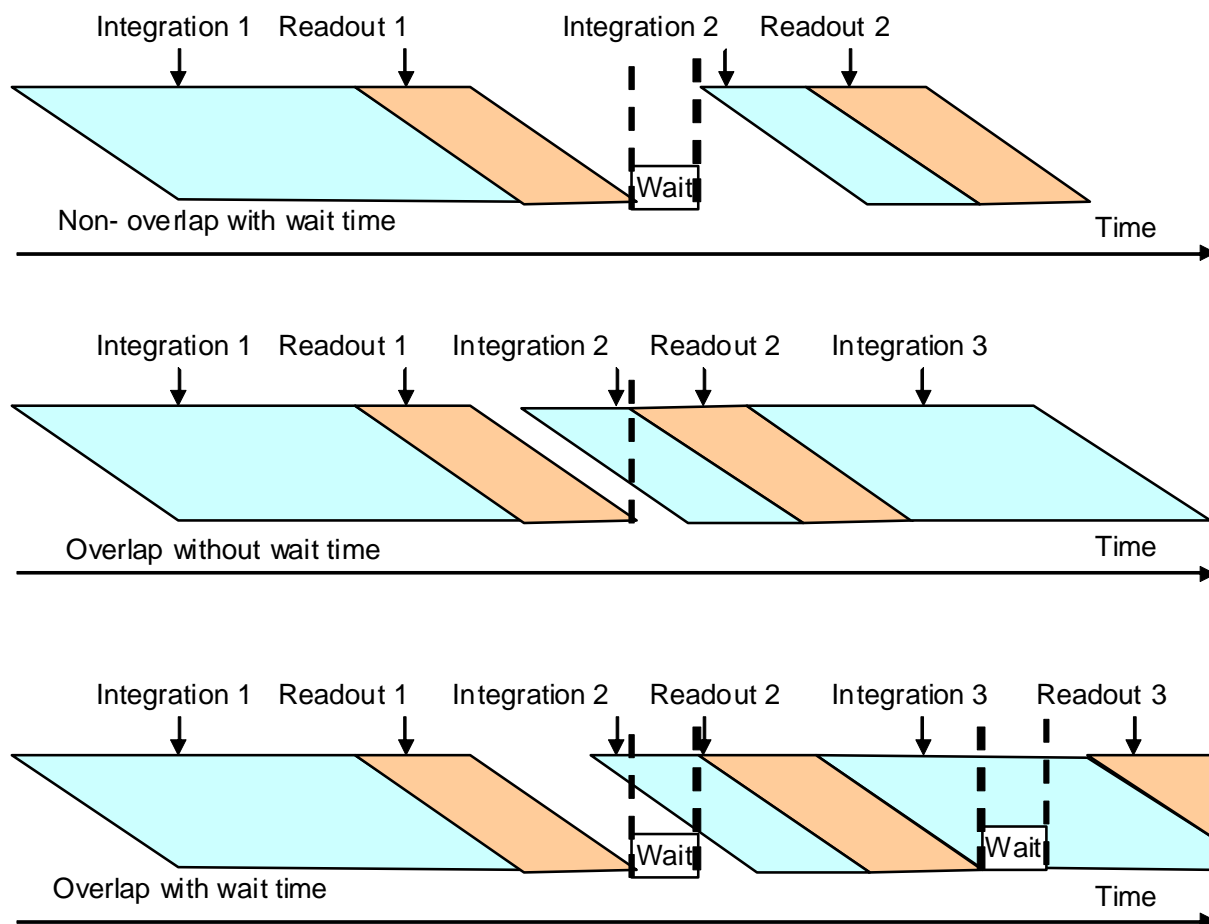 Integration 1 Readout 1 Integration 2 Readout 2
Wait
Non- overlap with wait time
Time
Integration 1 Readout 1 Integration 2 Readout 2 Integration 3
Overlap without wait time
Time
Integration 1 Readout 1 Integration 2 Readout 2 Integration 3 Readout 3
Wait Wait
Overlap with wait time
Time